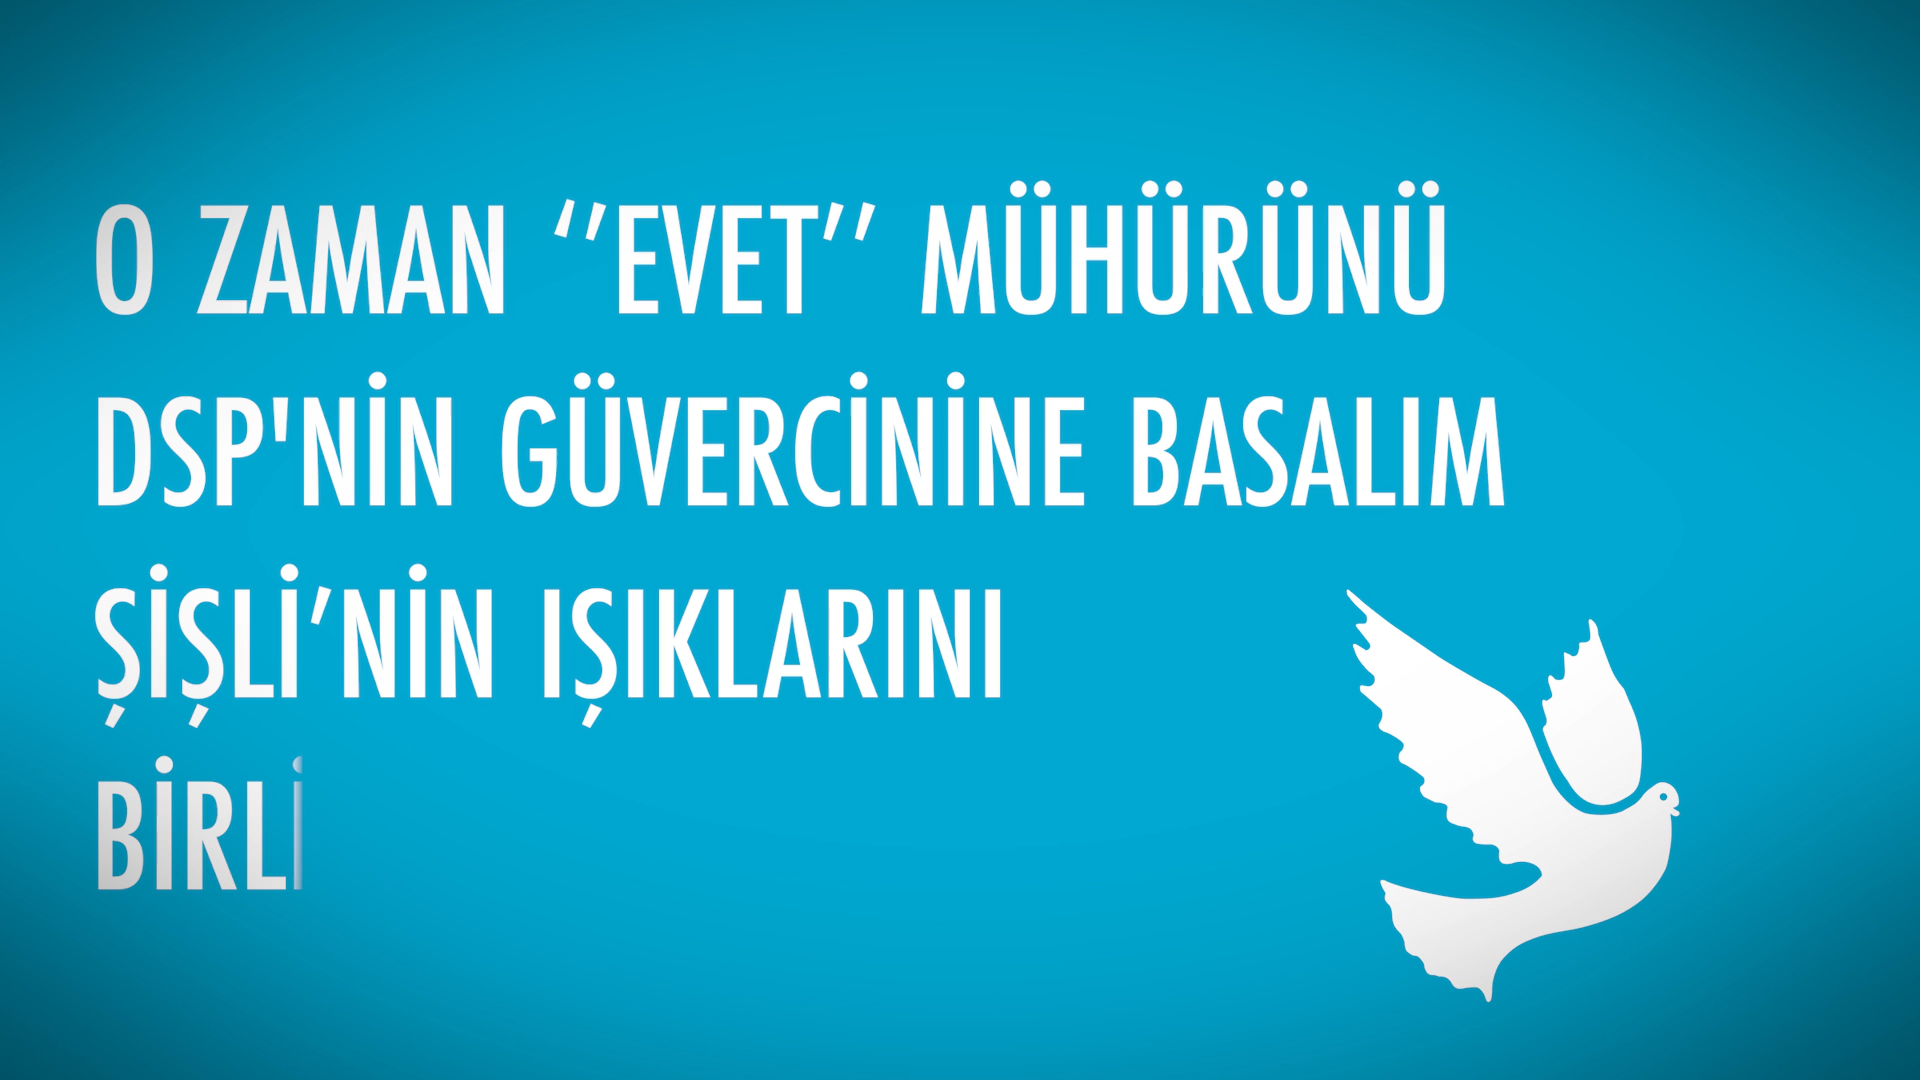 O ZAMAN ‘’EVET’’ MÜHÜRÜNÜ
DSP'NİN GÜVERCİNİNE BASALIM
ŞİŞLİ’NİN IŞIKLARINI
BİRLİ